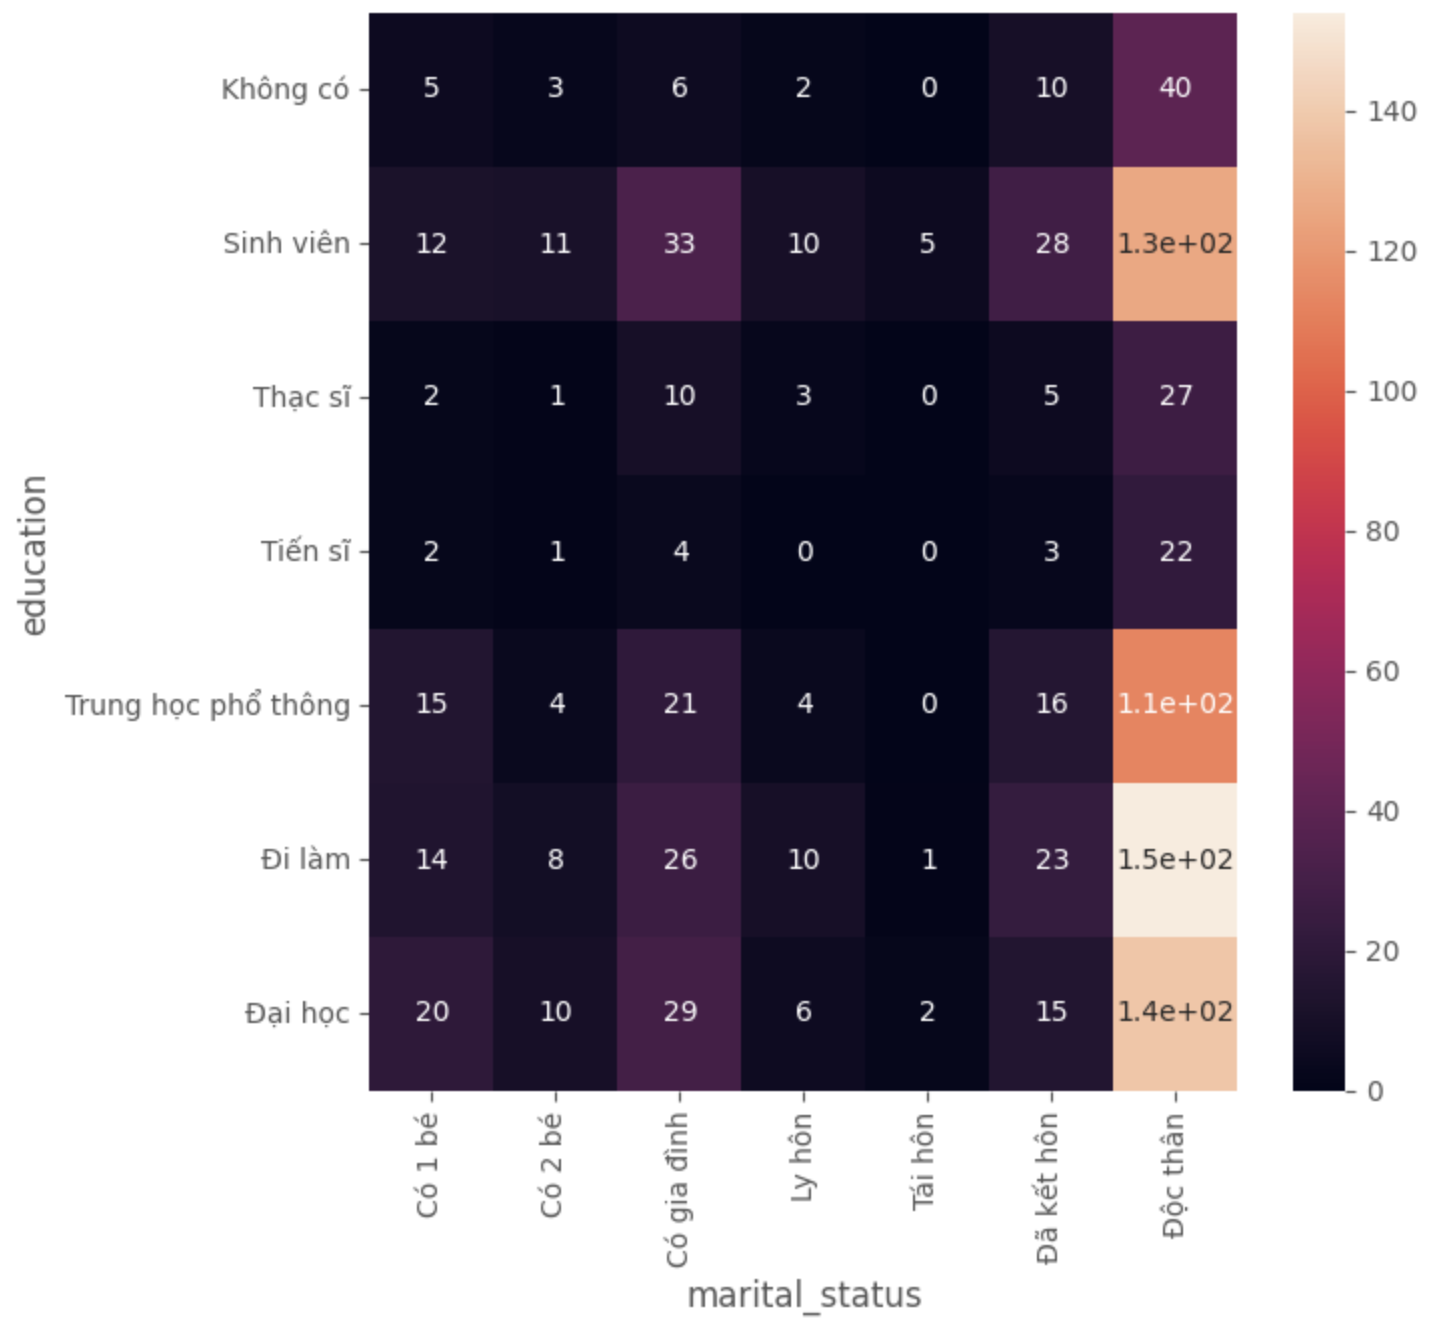 Không có 5 3 6 2 0 10 40
Sinh viên 12 11 33 10 5 28 1.3e+02
Thạc sĩ 2 1 10 3 0 5 27
Tiến sĩ 2 1 4 0 0 3 22
Trung học phổ thông 15 4 21 4 0 16 1.1e+02
Đi làm 14 8 26 10 1 23 1.5e+02
Đại học 20 10 29 6 2 15 1.4e+02
education
Có 1 bé
Có 2 bé
Có gia đình
Ly hôn
Tái hôn
Đã kết hôn
Độc thân
marital_status
140
120
100
80
60
40
20
0